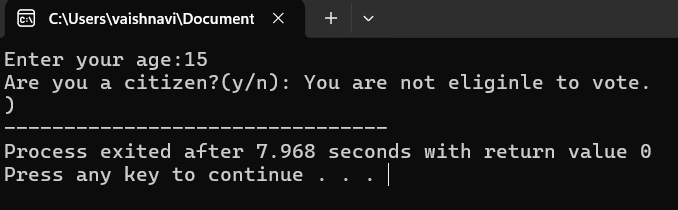 C:\Users\vaishnavi\Document
Enter your age:15
Are you a citizen?(y/n): You are not eliginle to vote.
)
--------------------------------
Process exited after 7.968 seconds with return value 0
Press any key to continue . . .